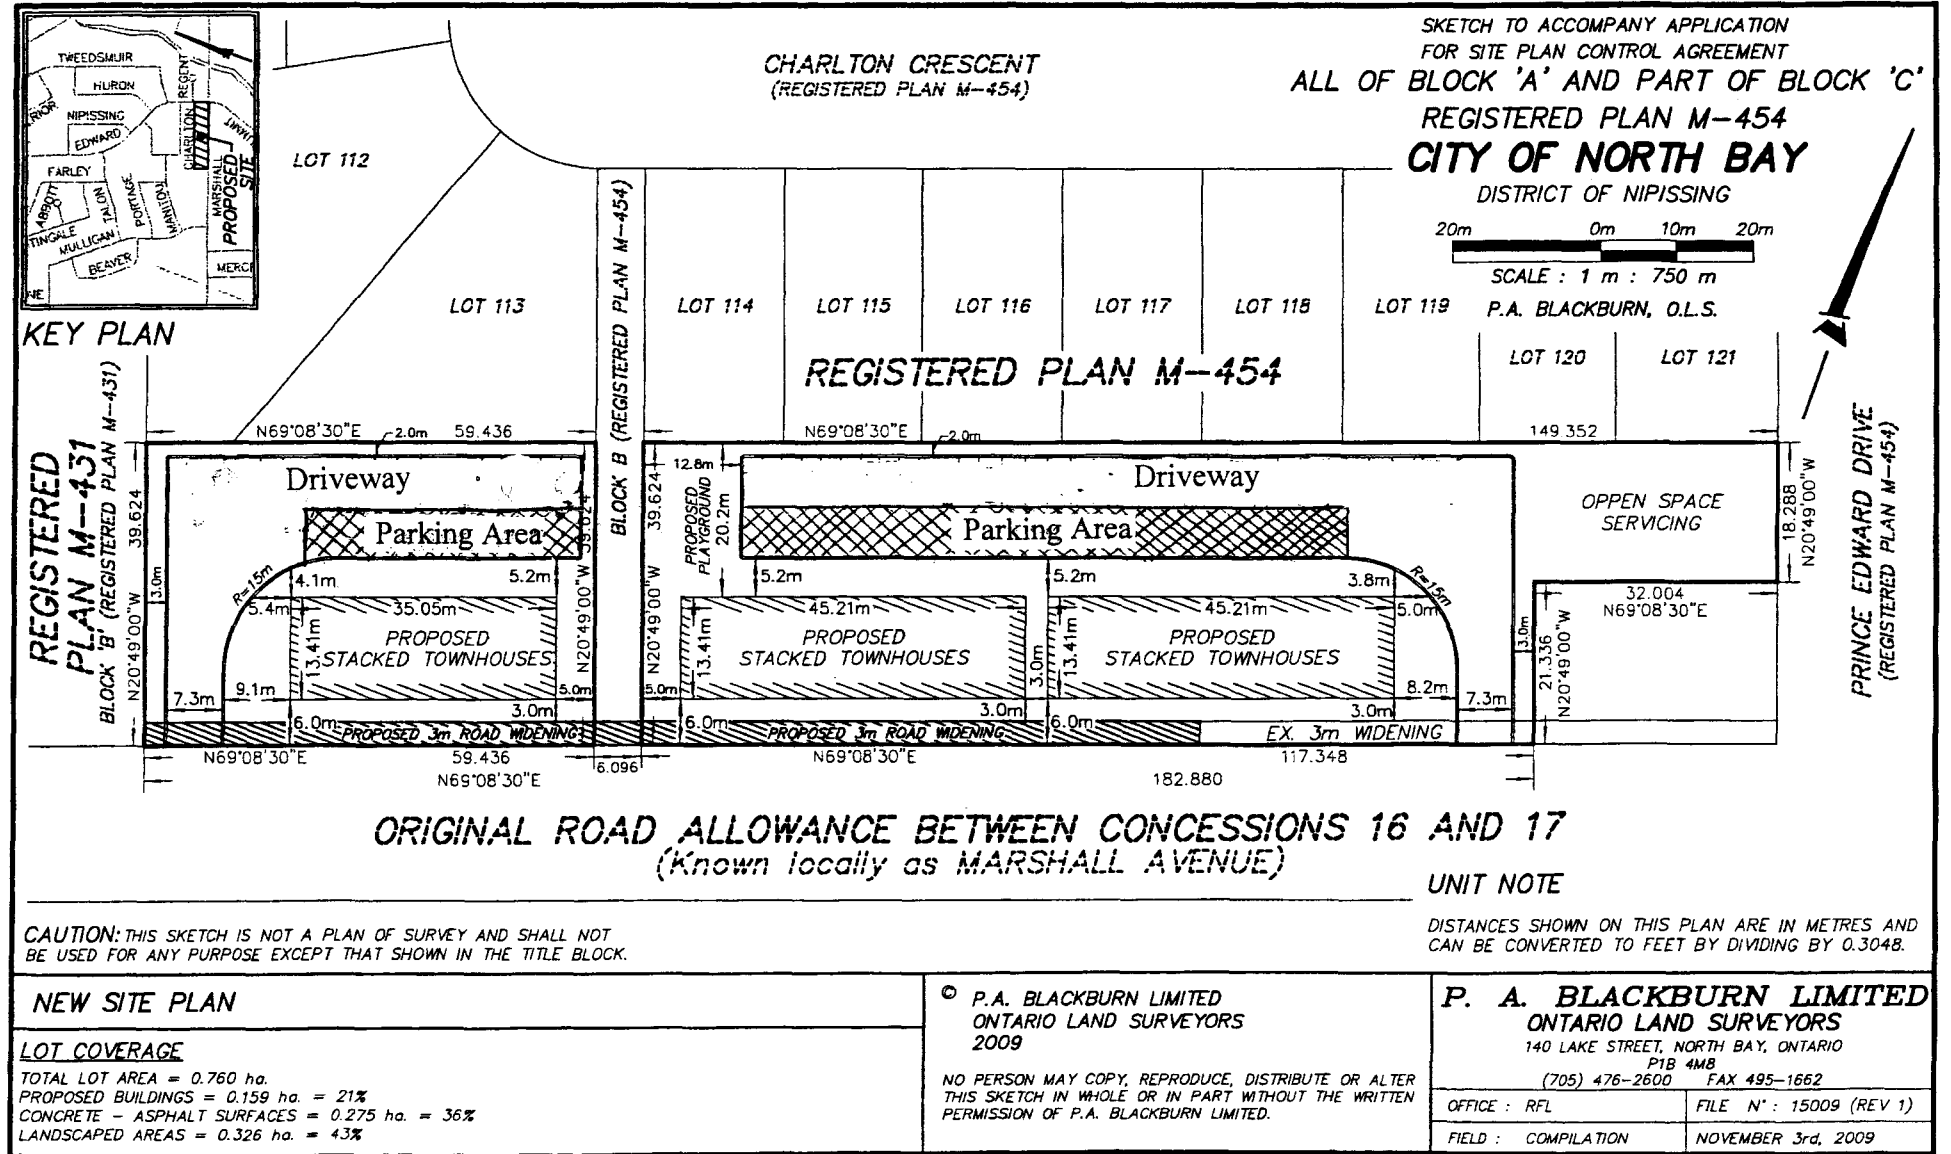 SKETCH TO ACCOMPANY APPLICATION
FOR SITE PLAN CONTROL AGREEMENT
ALL OF BLOCK 'A' AND PART OF BLOCK 'C'
REGISTERED PLAN M-454
CITY OF NORTH BAY
DISTRICT OF NIPISSING
20m 0m 10m 20m
SCALE : 1 m : 750 m
P.A. BLACKBURN, O.L.S.
CHARLTON CRESCENT
(REGISTERED PLAN M-454)
TWEEDSMUIR
HURON
REGENT
NIPISSING
EDWARD
CHARLTON
FARLEY
ABBOTT
TALON
PORTAGE
MANITOU
MARSHALL
PROPOSED
SITE
TINGALE
MULLIGAN
BEAVER
MERCI
KEY PLAN
LOT 112
LOT 113
BLOCK B (REGISTERED PLAN M-454)
LOT 114
LOT 115
LOT 116
LOT 117
LOT 118
LOT 119
LOT 120
LOT 121
REGISTERED PLAN M-454
REGISTERED
PLAN M-431
BLOCK 'B' (REGISTERED PLAN M-431)
PRINCE EDWARD DRIVE
(REGISTERED PLAN M-454)
N69°08'30"E 2.0m 59.436
N69°08'30"E 2.0m 149.352
Driveway
Parking Area
39.624
N20°49'00"W
3.0m
R=15m
4.1m
5.2m
5.4m
35.05m
13.41m
PROPOSED
STACKED TOWNHOUSES
7.3m
9.1m
5.0m
6.0m
3.0m
39.624
N20°49'00"W
39.624
N20°49'00"W
12.8m
PROPOSED
PLAYGROUND
20.2m
Driveway
Parking Area
5.2m
45.21m
13.41m
PROPOSED
STACKED TOWNHOUSES
5.0m
6.0m
3.0m
3.0m
5.2m
45.21m
13.41m
PROPOSED
STACKED TOWNHOUSES
3.8m
R=15m
5.0m
8.2m
7.3m
6.0m
3.0m
3.0m
OPPEN SPACE
SERVICING
18.288
N20°49'00"W
32.004
N69°08'30"E
21.336
N20°49'00"W
PROPOSED 3m ROAD WIDENING
PROPOSED 3m ROAD WIDENING
EX. 3m WIDENING
N69°08'30"E 59.436
6.096
N69°08'30"E 117.348
N69°08'30"E 182.880
ORIGINAL ROAD ALLOWANCE BETWEEN CONCESSIONS 16 AND 17
(Known locally as MARSHALL AVENUE)
UNIT NOTE
DISTANCES SHOWN ON THIS PLAN ARE IN METRES AND
CAN BE CONVERTED TO FEET BY DIVIDING BY 0.3048.
CAUTION: THIS SKETCH IS NOT A PLAN OF SURVEY AND SHALL NOT
BE USED FOR ANY PURPOSE EXCEPT THAT SHOWN IN THE TITLE BLOCK.
NEW SITE PLAN
LOT COVERAGE
TOTAL LOT AREA = 0.760 ha.
PROPOSED BUILDINGS = 0.159 ha. = 21%
CONCRETE - ASPHALT SURFACES = 0.275 ha. = 36%
LANDSCAPED AREAS = 0.326 ha. = 43%
© P.A. BLACKBURN LIMITED
ONTARIO LAND SURVEYORS
2009
NO PERSON MAY COPY, REPRODUCE, DISTRIBUTE OR ALTER
THIS SKETCH IN WHOLE OR IN PART WITHOUT THE WRITTEN
PERMISSION OF P.A. BLACKBURN LIMITED.
P. A. BLACKBURN LIMITED
ONTARIO LAND SURVEYORS
140 LAKE STREET, NORTH BAY, ONTARIO
P1B 4M8
(705) 476-2600 FAX 495-1662
OFFICE : RFL
FILE N° : 15009 (REV 1)
FIELD : COMPILATION
NOVEMBER 3rd, 2009